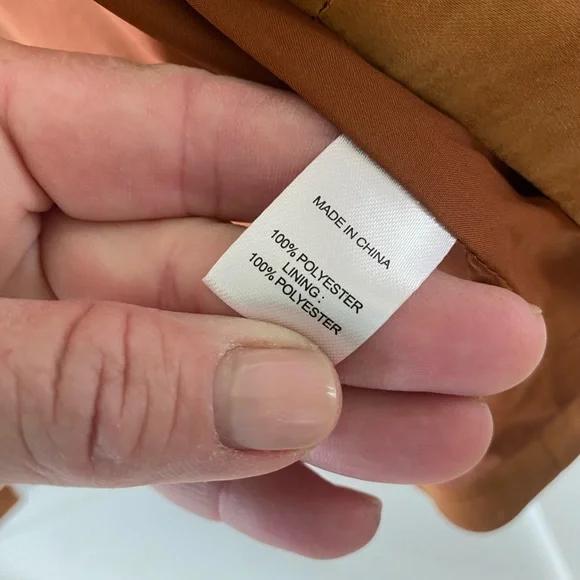 MADE IN CHINA
100% POLYESTER
LINING :
100% POLYESTER